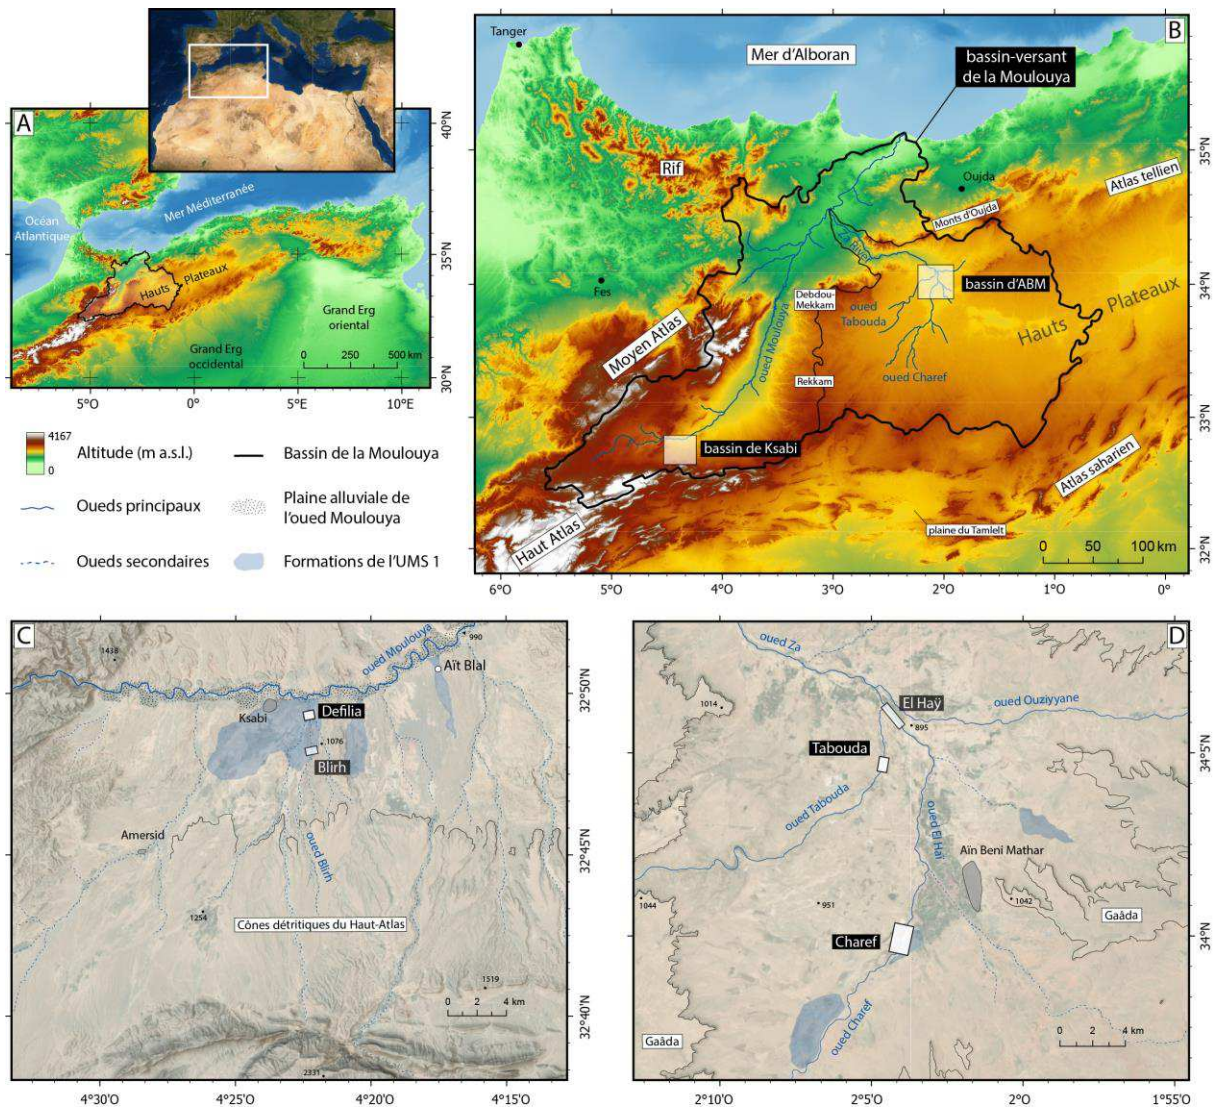 A
40°N
35°N
30°N
Océan
Atlantique
Mer Méditerranée
Hauts
Plateaux
Grand Erg
oriental
Grand Erg
occidental
0 250 500 km
5°O
0°
5°E
10°E
4167
0
Altitude (m a.s.l.)
Bassin de la Moulouya
Oueds principaux
Plaine alluviale de
l'oued Moulouya
Oueds secondaires
Formations de l'UMS 1
B
Tanger
Mer d'Alboran
bassin-versant
de la Moulouya
35°N
Rif
Oujda
Atlas tellien
Monts d'Oujda
Za River
bassin d'ABM
34°N
Fes
Debdou-
Mekkam
oued
Tabouda
Hauts
Plateaux
Moyen Atlas
oued Moulouya
oued Charef
Rekkam
33°N
bassin de Ksabi
Atlas saharien
Haut Atlas
plaine du Tamlelt
0 50 100 km
32°N
6°
5°
4°
3°
2°
1°
0°
C
1438
oued Moulouya
990
Aït Blal
32°50'N
Ksabi
Defilia
1076
Blirh
Amersid
oued Blirh
32°45'N
1254
Cônes détritiques du Haut-Atlas
1519
0 2 4 km
32°40'N
2331
4°30'O
4°25'O
4°20'O
4°15'O
D
oued Za
1014
El Haÿ
oued Ouziyyane
895
Tabouda
34°5'N
oued Tabouda
oued El Haï
Aïn Beni Mathar
1044
951
1042
Gaâda
Charef
34°N
Gaâda
oued Charef
0 2 4 km
2°10'O
2°5'O
2°O
1°55'O